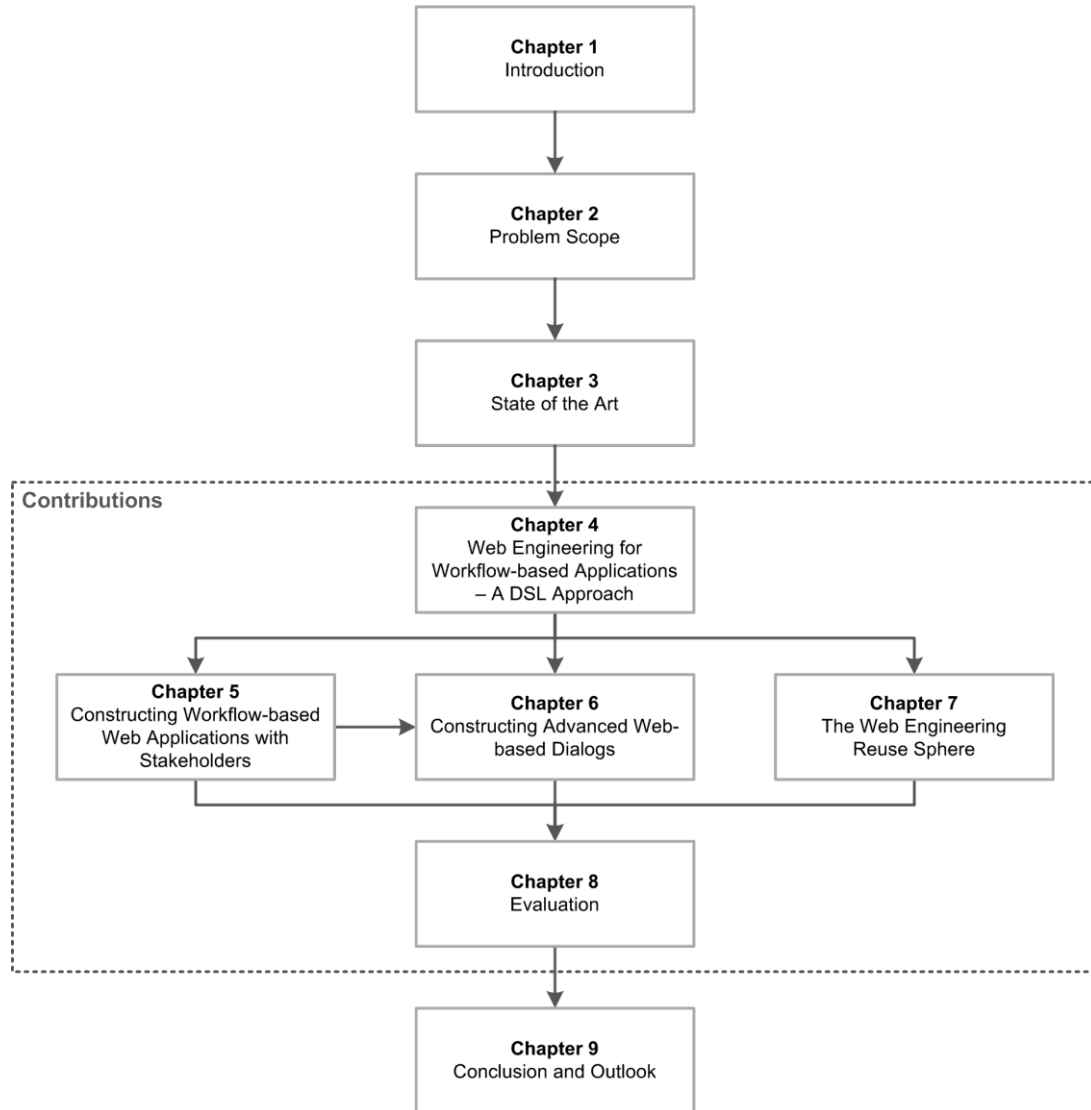 Chapter 1
Introduction
Chapter 2
Problem Scope
Chapter 3
State of the Art
Contributions
Chapter 4
Web Engineering for
Workflow-based Applications
– A DSL Approach
Chapter 5
Constructing Workflow-based
Web Applications with
Stakeholders
Chapter 6
Constructing Advanced Web-
based Dialogs
Chapter 7
The Web Engineering
Reuse Sphere
Chapter 8
Evaluation
Chapter 9
Conclusion and Outlook